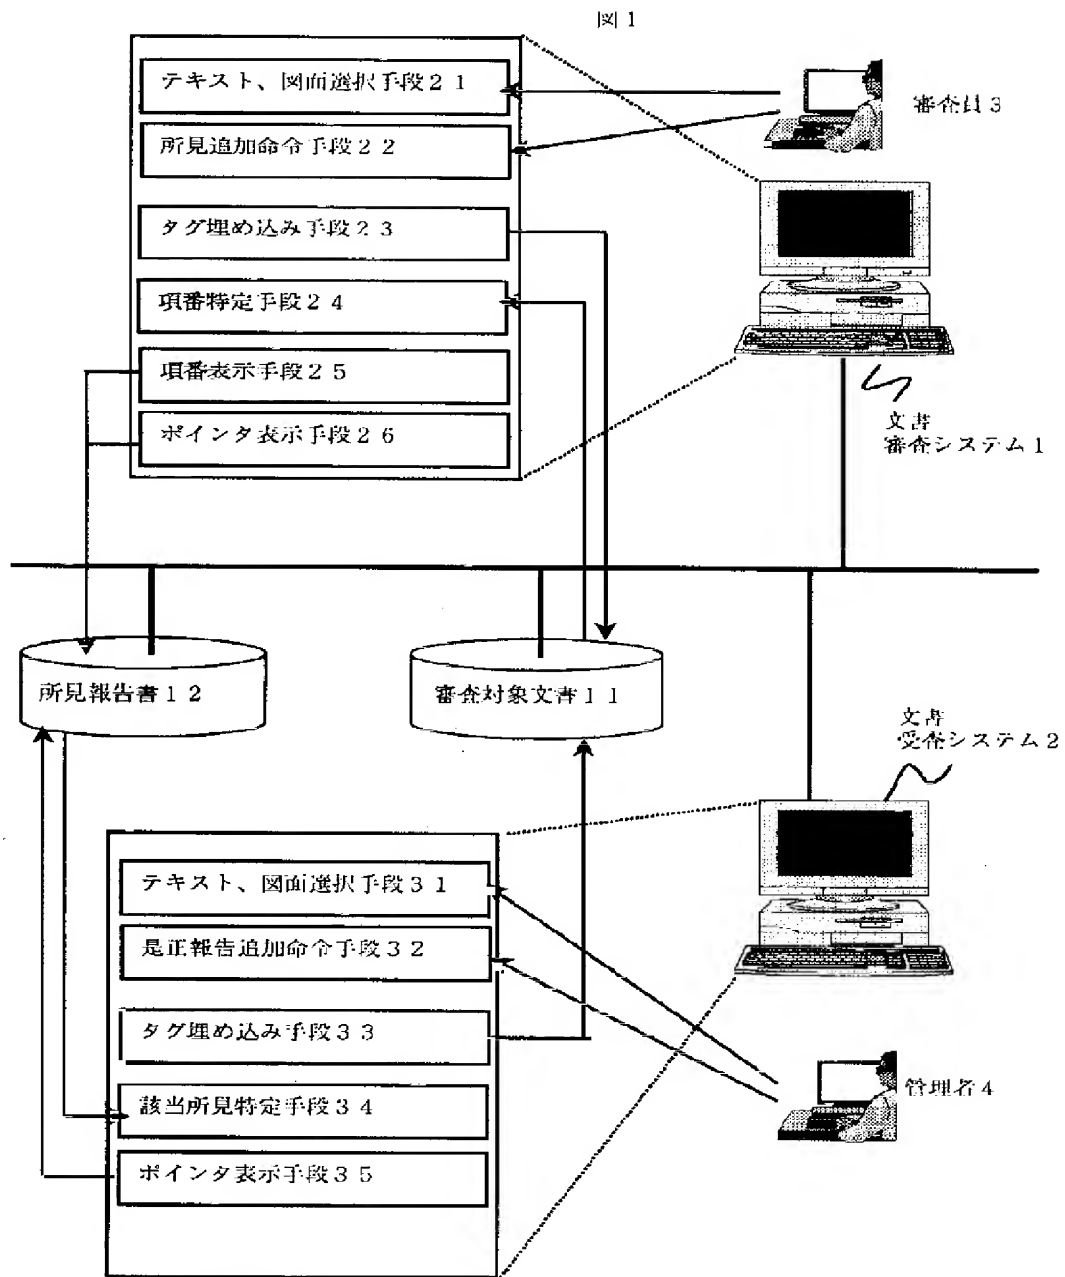 図1
テキスト、図面選択手段21
所見追加命令手段22
タグ埋め込み手段23
項番特定手段24
項番表示手段25
ポインタ表示手段26
審査員3
文書
審査システム1
所見報告書12
審査対象文書11
文書
受査システム2
テキスト、図面選択手段31
是正報告追加命令手段32
タグ埋め込み手段33
該当所見特定手段34
ポインタ表示手段35
管理者4